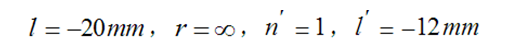 l = –20mm， r = ∞， n' = 1， l' = –12mm